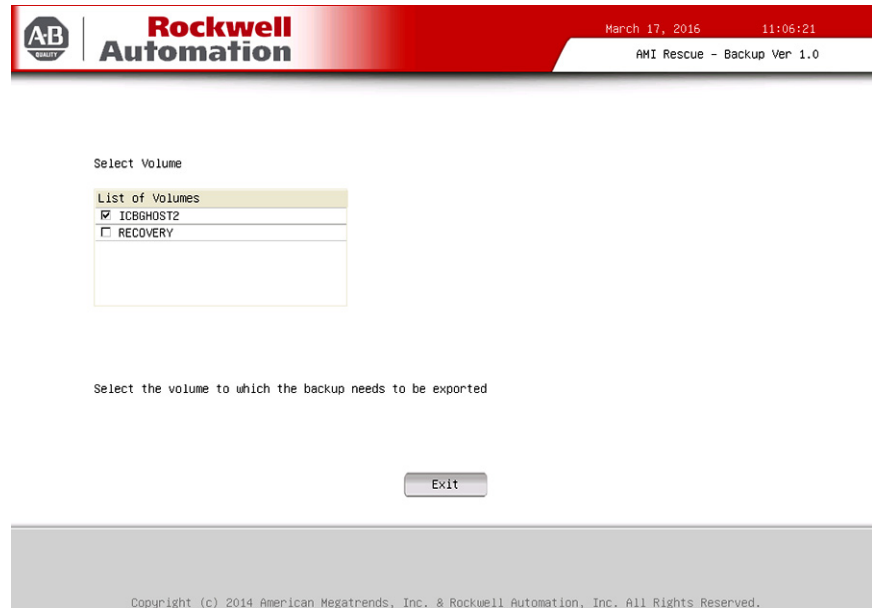 A-B
QUALITY
Rockwell
Automation
March 17, 2016 11:06:21
AMI Rescue - Backup Ver 1.0
Select Volume
List of Volumes
ICBGHOST2
RECOVERY
Select the volume to which the backup needs to be exported
Exit
Copyright (c) 2014 American Megatrends, Inc. & Rockwell Automation, Inc. All Rights Reserved.